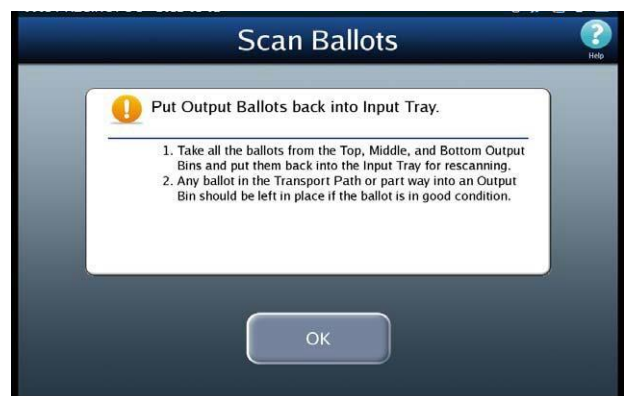 Scan Ballots
Help
Put Output Ballots back into Input Tray.
1. Take all the ballots from the Top, Middle, and Bottom Output
Bins and put them back into the Input Tray for rescanning.
2. Any ballot in the Transport Path or part way into an Output
Bin should be left in place if the ballot is in good condition.
OK